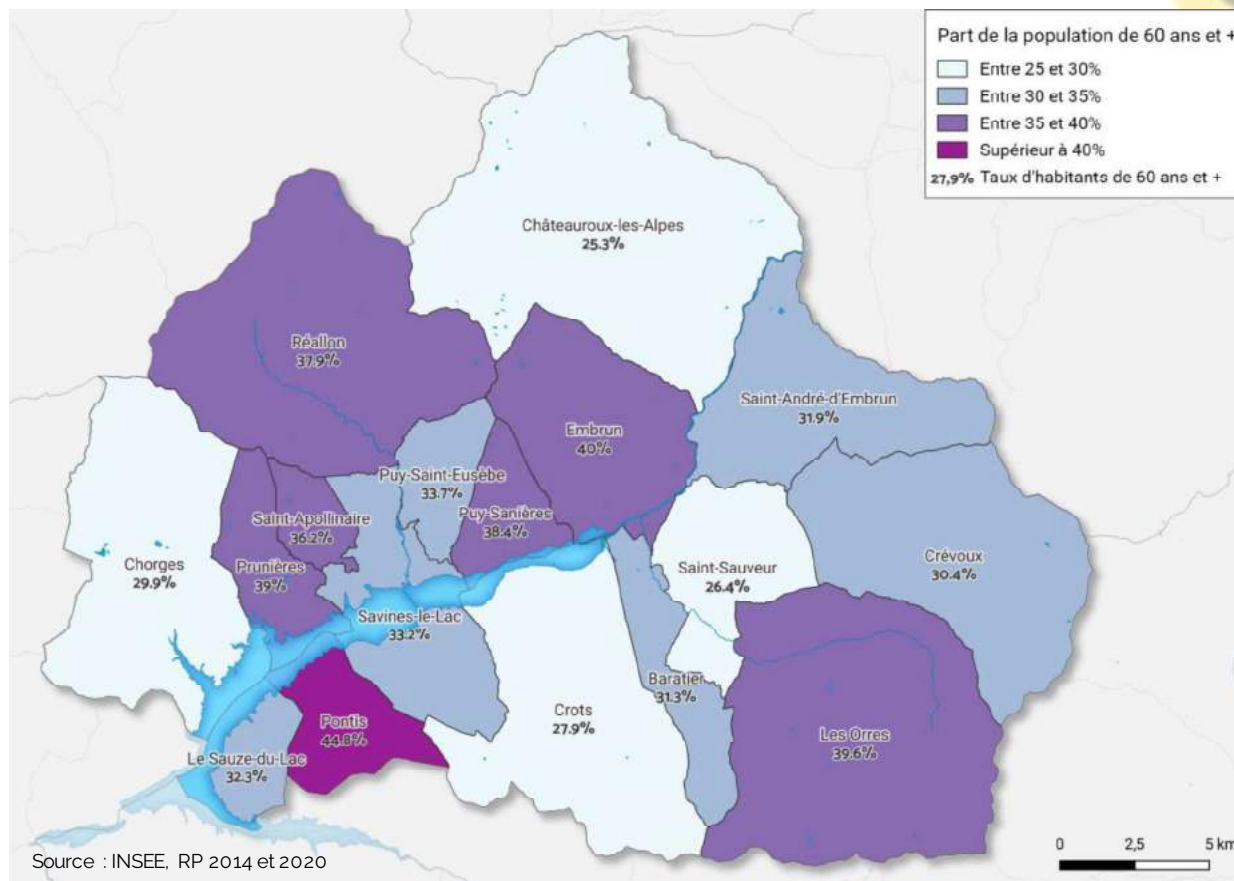 Part de la population de 60 ans et +
Entre 25 et 30%
Entre 30 et 35%
Entre 35 et 40%
Supérieur à 40%
27,9% Taux d'habitants de 60 ans et +
Châteauroux-les-Alpes
25.3%
Réallon
37.9%
Saint-André-d'Embrun
31.9%
Embrun
40%
Puy-Saint-Eusèbe
33.7%
Puy-Sanières
38.4%
Saint-Apollinaire
36.2%
Prunières
39%
Chorges
29.9%
Saint-Sauveur
26.4%
Crévoux
30.4%
Savines-le-Lac
33.2%
Baratier
31.3%
Crots
27.9%
Pontis
44.8%
Les Orres
39.6%
Le Sauze-du-Lac
32.3%
0 2,5 5 km
Source : INSEE, RP 2014 et 2020